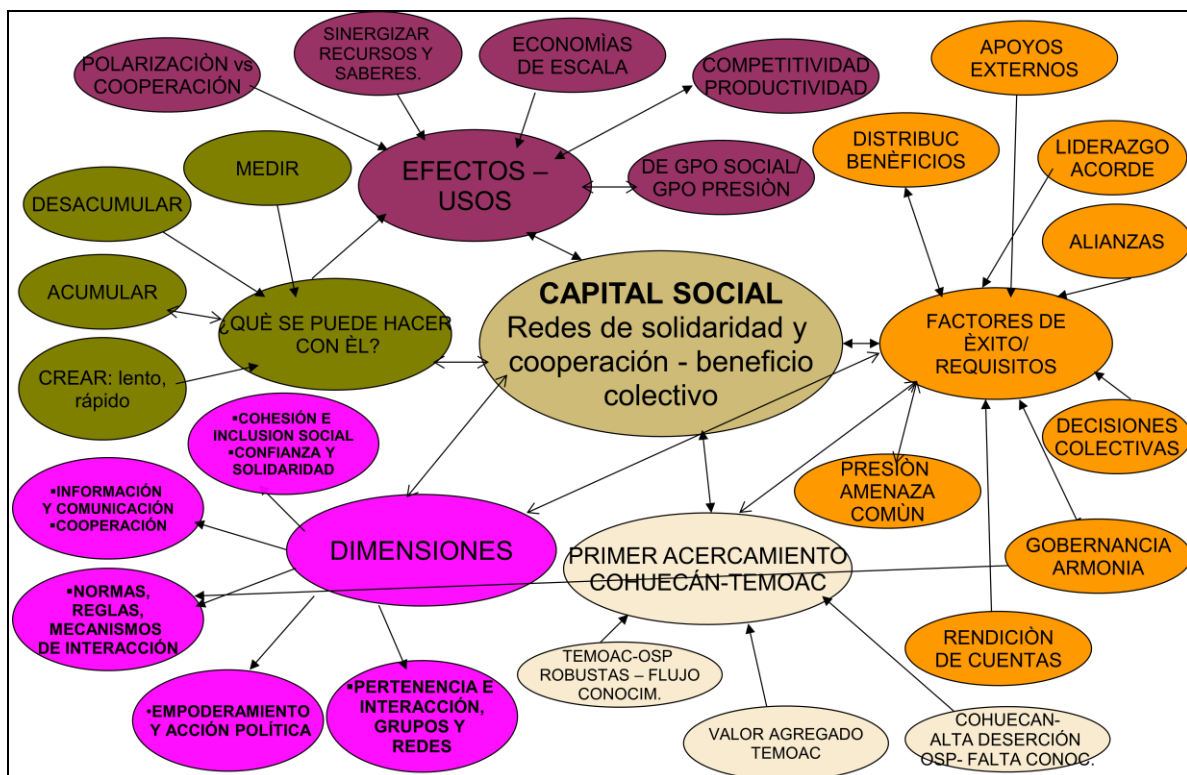 POLARIZACIÒN vs
COOPERACIÓN
SINERGIZAR
RECURSOS Y
SABERES.
ECONOMÌAS
DE ESCALA
COMPETITIVIDAD
PRODUCTIVIDAD
APOYOS
EXTERNOS
DISTRIBUC
BENÈFICIOS
LIDERAZGO
ACORDE
MEDIR
EFECTOS –
USOS
DE GPO SOCIAL/
GPO PRESIÒN
DESACUMULAR
ALIANZAS
ACUMULAR
¿QUÈ SE PUEDE HACER
CON ÈL?
CAPITAL SOCIAL
Redes de solidaridad y
cooperación - beneficio
colectivo
FACTORES DE
ÈXITO/
REQUISITOS
CREAR: lento,
rápido
▪COHESIÓN E
INCLUSION SOCIAL
▪CONFIANZA Y
SOLIDARIDAD
DECISIONES
COLECTIVAS
PRESIÒN
AMENAZA
COMÙN
▪INFORMACIÓN
Y COMUNICACIÓN
▪COOPERACIÓN
DIMENSIONES
PRIMER ACERCAMIENTO
COHUECÁN-TEMOAC
GOBERNANCIA
ARMONIA
▪NORMAS,
REGLAS,
MECANISMOS
DE INTERACCIÓN
RENDICIÒN
DE CUENTAS
TEMOAC-OSP
ROBUSTAS – FLUJO
CONOCIM.
▪EMPODERAMIENTO
Y ACCIÓN POLÍTICA
▪PERTENENCIA E
INTERACCIÓN,
GRUPOS Y
REDES
VALOR AGREGADO
TEMOAC
COHUECAN-
ALTA DESERCIÓN
OSP- FALTA CONOC.